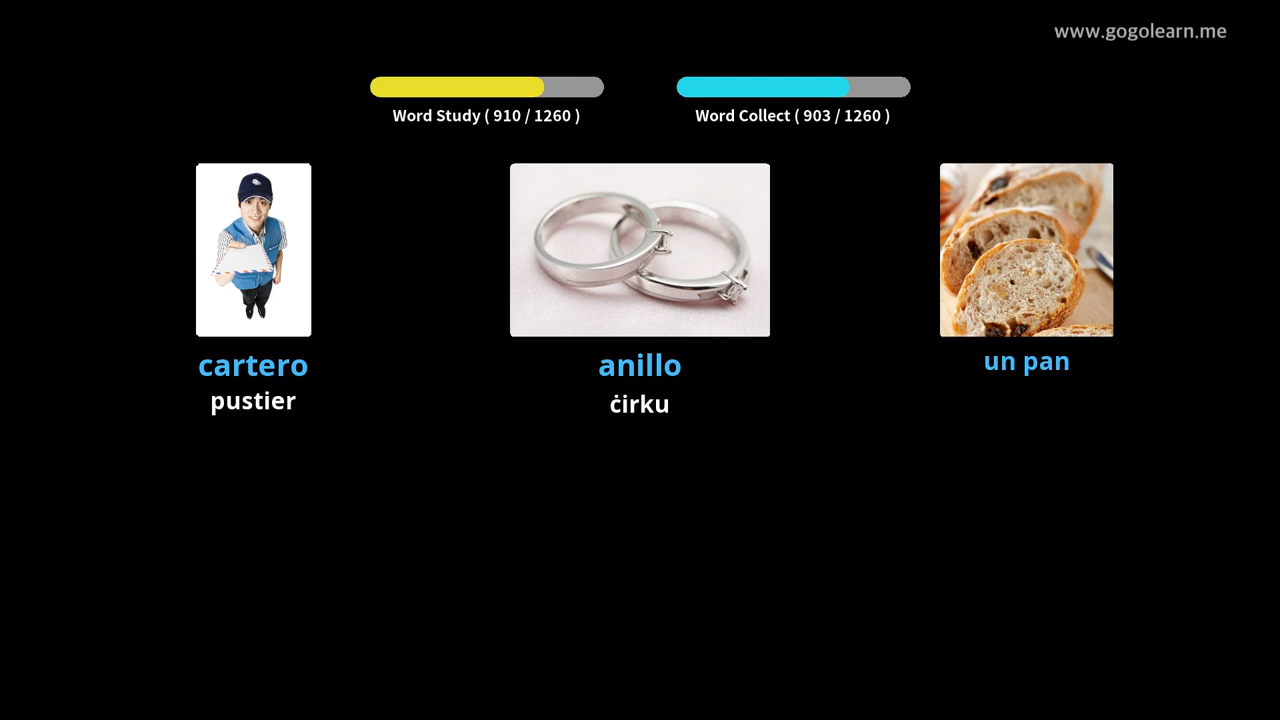 www.gogolearn.me
Word Study ( 910 / 1260 )
Word Collect ( 903 / 1260 )
cartero
pustier
anillo
ċirku
un pan